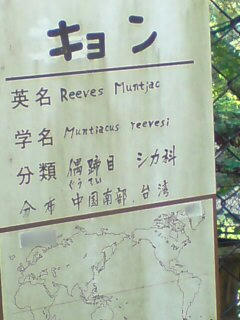 キョン
英名 Reeves Muntjac
学名 Muntiacus reevesi
分類 偶蹄目 シカ科
ぐうてい
分布 中国南部、台湾